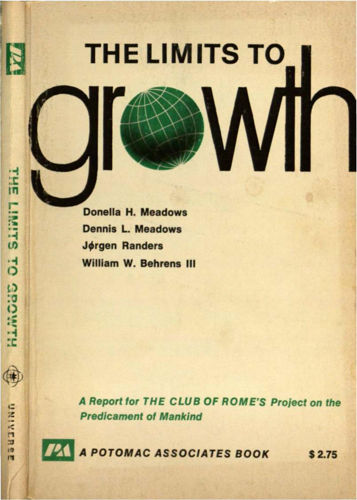 THE LIMITS TO
growth
Donella H. Meadows
Dennis L. Meadows
Jørgen Randers
William W. Behrens III
A Report for THE CLUB OF ROME'S Project on the
Predicament of Mankind
PA A POTOMAC ASSOCIATES BOOK $2.75
PA
THE LIMITS TO GROWTH
UNIVERSE